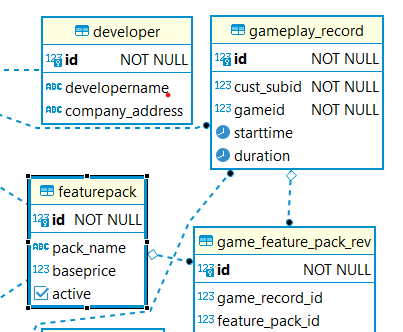 developer
123 id NOT NULL
ABC developername
ABC company_address
gameplay_record
123 id NOT NULL
123 cust_subid NOT NULL
123 gameid NOT NULL
starttime
duration
featurepack
123 id NOT NULL
ABC pack_name
123 baseprice
active
game_feature_pack_rev
123 id NOT NULL
123 game_record_id
123 feature_pack_id